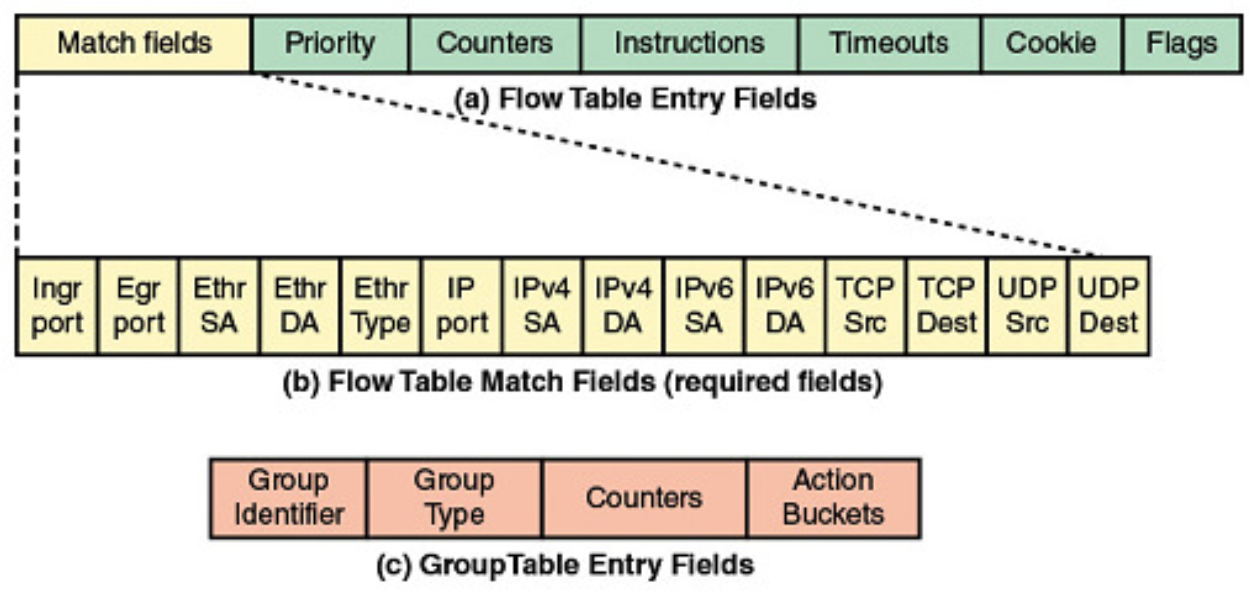 Match fields Priority Counters Instructions Timeouts Cookie Flags
(a) Flow Table Entry Fields
Ingr Egr Ethr Ethr Ethr IP IPv4 IPv4 IPv6 IPv6 TCP TCP UDP UDP
port port SA DA Type port SA DA SA DA Src Dest Src Dest
(b) Flow Table Match Fields (required fields)
Group Group Counters Action
Identifier Type Buckets
(c) GroupTable Entry Fields